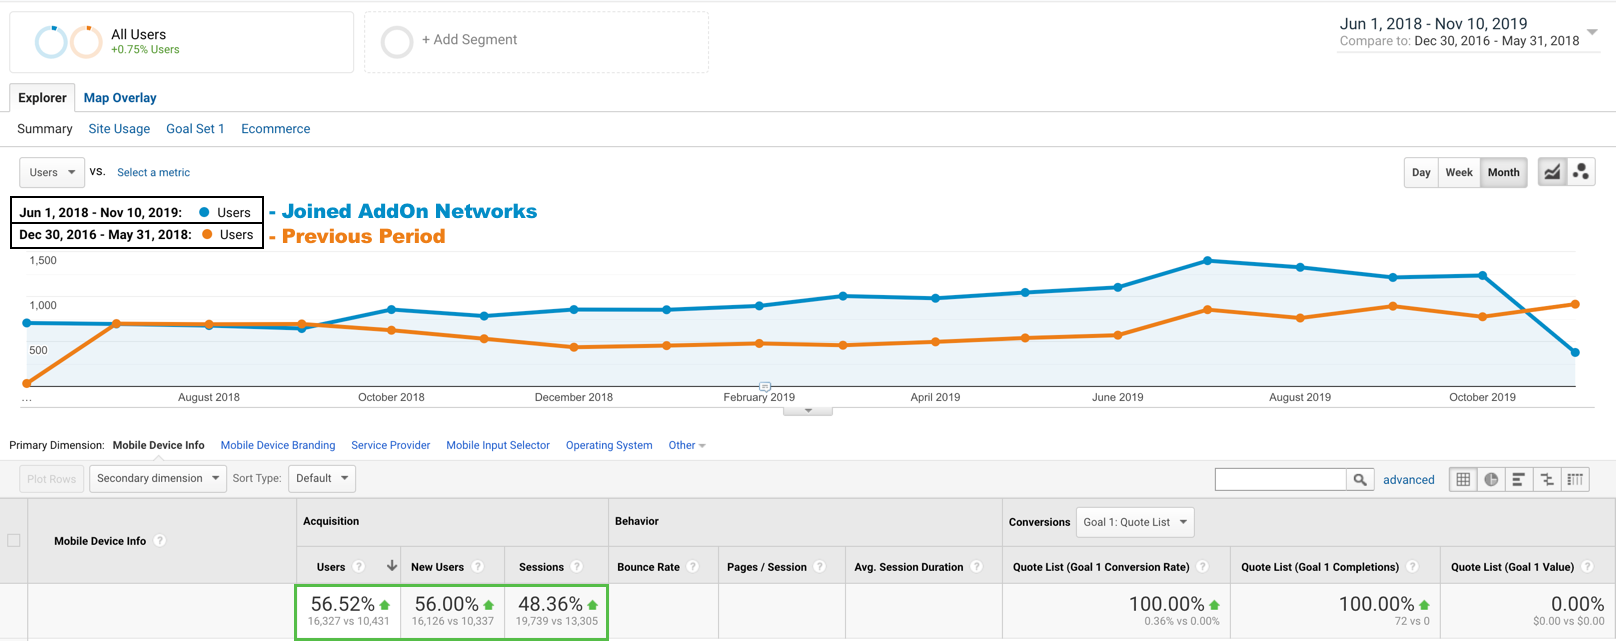 All Users
+0.75% Users
+ Add Segment
Jun 1, 2018 - Nov 10, 2019
Compare to: Dec 30, 2016 - May 31, 2018
Explorer Map Overlay
Summary Site Usage Goal Set 1 Ecommerce
Users VS. Select a metric
Day Week Month
Jun 1, 2018 - Nov 10, 2019: Users - Joined AddOn Networks
Dec 30, 2016 - May 31, 2018: Users - Previous Period
1,500
1,000
500
... August 2018 October 2018 December 2018 February 2019 April 2019 June 2019 August 2019 October 2019
Primary Dimension: Mobile Device Info Mobile Device Branding Service Provider Mobile Input Selector Operating System Other
Plot Rows Secondary dimension Sort Type: Default advanced
Acquisition Behavior Conversions Goal 1: Quote List
Mobile Device Info ?
Users ? New Users ? Sessions ? Bounce Rate ? Pages / Session ? Avg. Session Duration ? Quote List (Goal 1 Conversion Rate) ? Quote List (Goal 1 Completions) ? Quote List (Goal 1 Value) ?
56.52% 56.00% 48.36% 100.00% 100.00% 0.00%
16,327 vs 10,431 16,126 vs 10,337 19,739 vs 13,305 0.36% vs 0.00% 72 vs 0 $0.00 vs $0.00